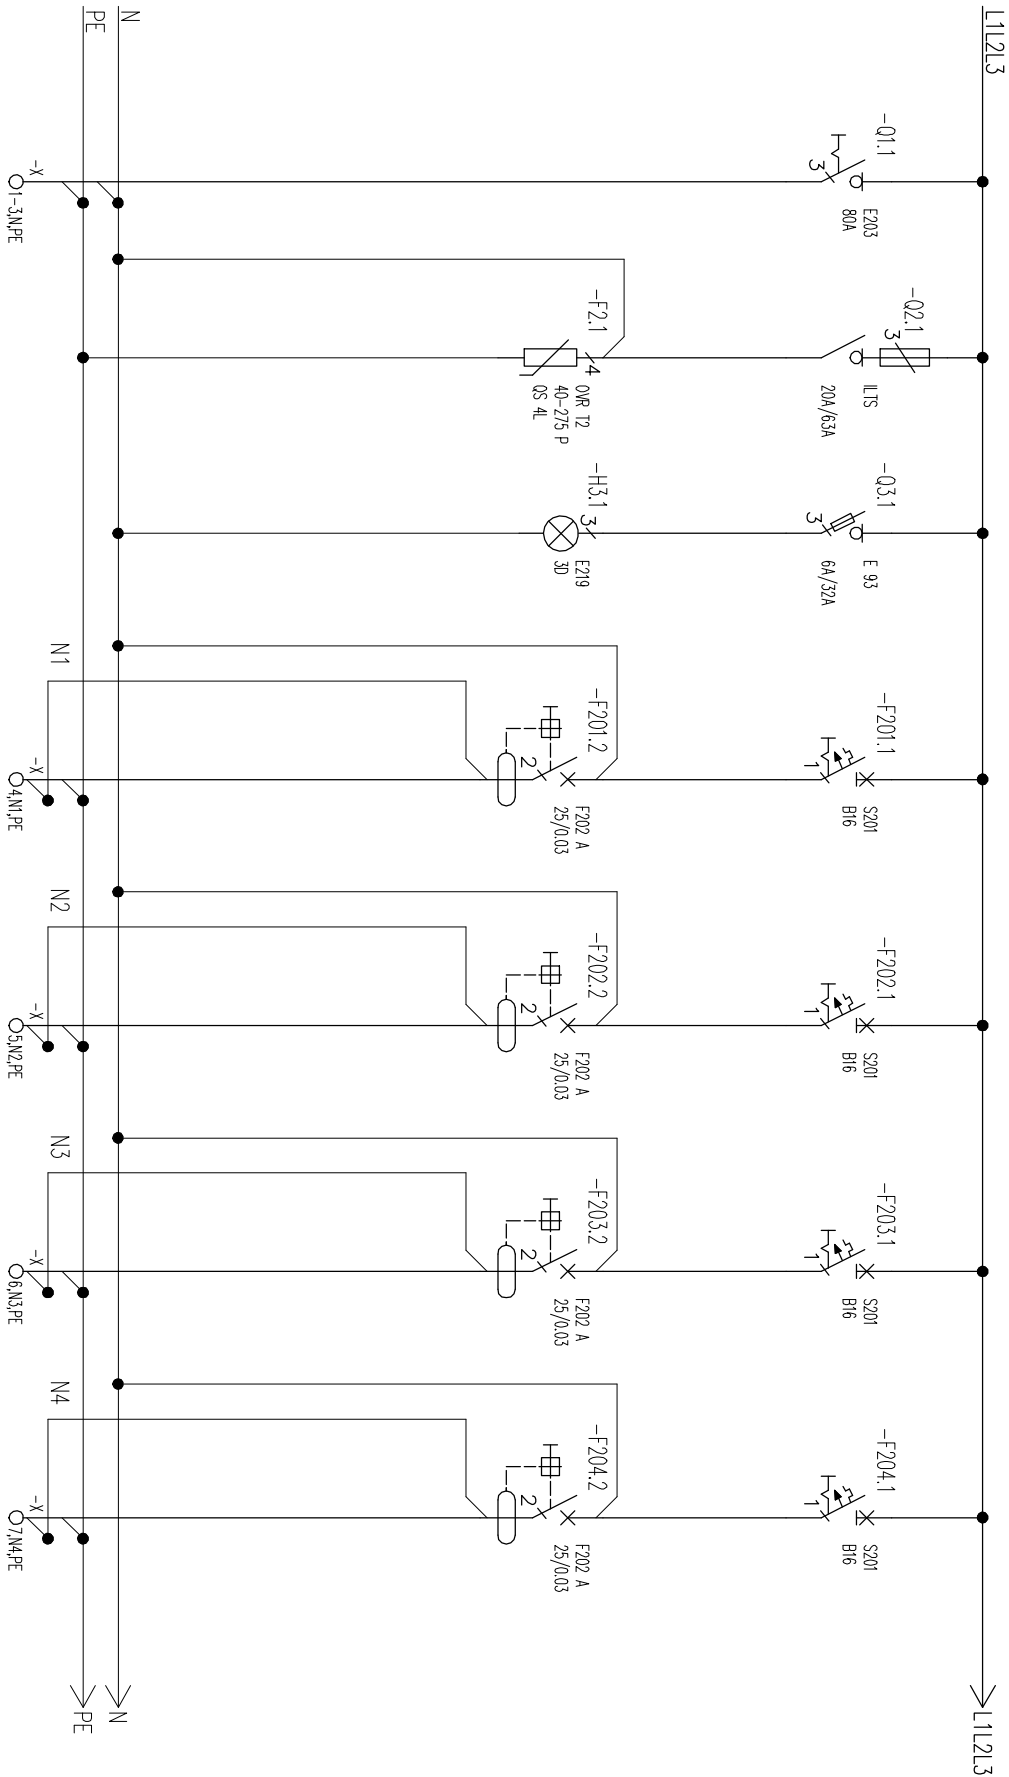 L1L2L3
-Q1.1
3
E203
80A
-Q2.1
3
ILTS
20A/63A
-Q3.1
3
E 93
6A/32A
-F201.1
1
S201
B16
-F202.1
1
S201
B16
-F203.1
1
S201
B16
-F204.1
1
S201
B16
L1L2L3
-F2.1
4
OVR T2
40-275 P
QS 4L
-H3.1
3
E219
3D
-F201.2
2
F202 A
25/0.03
-F202.2
2
F202 A
25/0.03
-F203.2
2
F202 A
25/0.03
-F204.2
2
F202 A
25/0.03
N
N
PE
PE
N1
N2
N3
N4
-X
1-3,N,PE
-X
4,N1,PE
-X
5,N2,PE
-X
6,N3,PE
-X
7,N4,PE